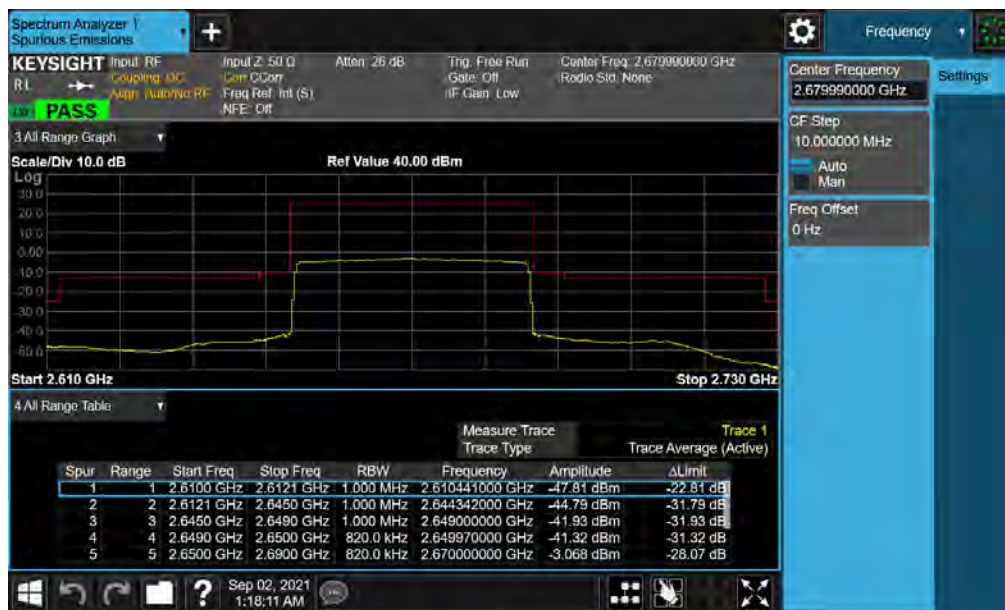 Spectrum Analyzer 1
Spurious Emissions
Frequency
KEYSIGHT Input: RF
Coupling: DC
Align: Auto/No RF
RL
PASS
Input Z: 50 Ω
Corr CCorr
Freq Ref: Int (S)
NFE: Off
Atten: 26 dB
Trig: Free Run
Gate: Off
IF Gain: Low
Center Freq: 2.679990000 GHz
Radio Std: None
Center Frequency
2.679990000 GHz
Settings
CF Step
10.000000 MHz
Auto
Man
Freq Offset
0 Hz
3 All Range Graph
Scale/Div 10.0 dB
Ref Value 40.00 dBm
Log
30.0
20.0
10.0
0.00
-10.0
-20.0
-30.0
-40.0
-50.0
Start 2.610 GHz
Stop 2.730 GHz
4 All Range Table
Measure Trace Trace 1
Trace Type Trace Average (Active)
Spur Range Start Freq Stop Freq RBW Frequency Amplitude ΔLimit
1 1 2.6100 GHz 2.6121 GHz 1.000 MHz 2.610441000 GHz -47.81 dBm -22.81 dB
2 2 2.6121 GHz 2.6450 GHz 1.000 MHz 2.644342000 GHz -44.79 dBm -31.79 dB
3 3 2.6450 GHz 2.6490 GHz 1.000 MHz 2.649000000 GHz -41.93 dBm -31.93 dB
4 4 2.6490 GHz 2.6500 GHz 820.0 kHz 2.649970000 GHz -41.32 dBm -31.32 dB
5 5 2.6500 GHz 2.6900 GHz 820.0 kHz 2.670000000 GHz -3.068 dBm -28.07 dB
Sep 02, 2021
1:18:11 AM